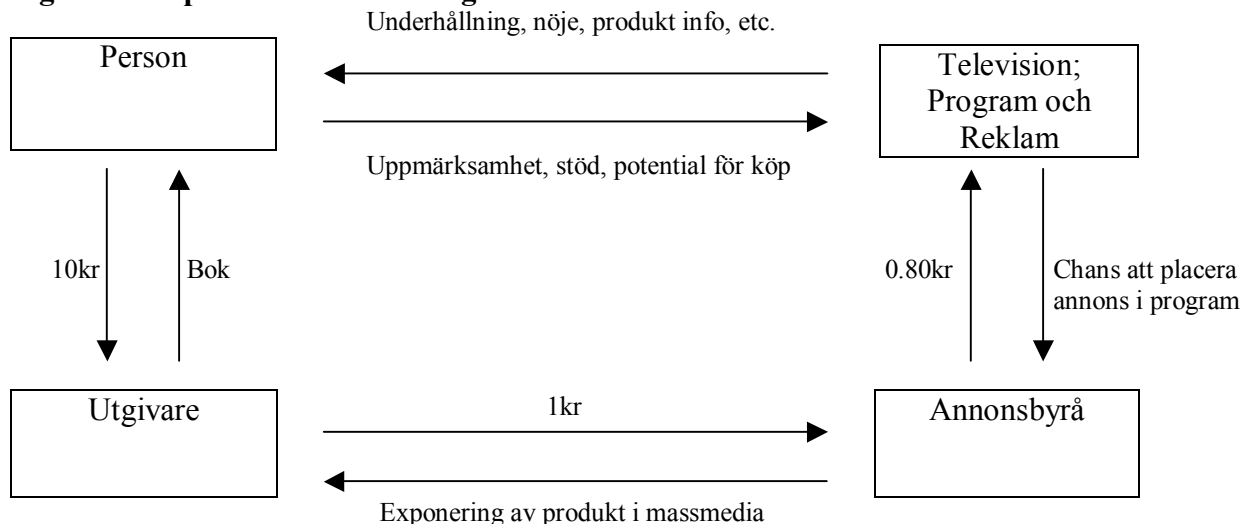 Underhållning, nöje, produkt info, etc.
Person
Television;
Program och
Reklam
Uppmärksamhet, stöd, potential för köp
10kr
Bok
0.80kr
Chans att placera
annons i program
Utgivare
1kr
Annonsbyrå
Exponering av produkt i massmedia